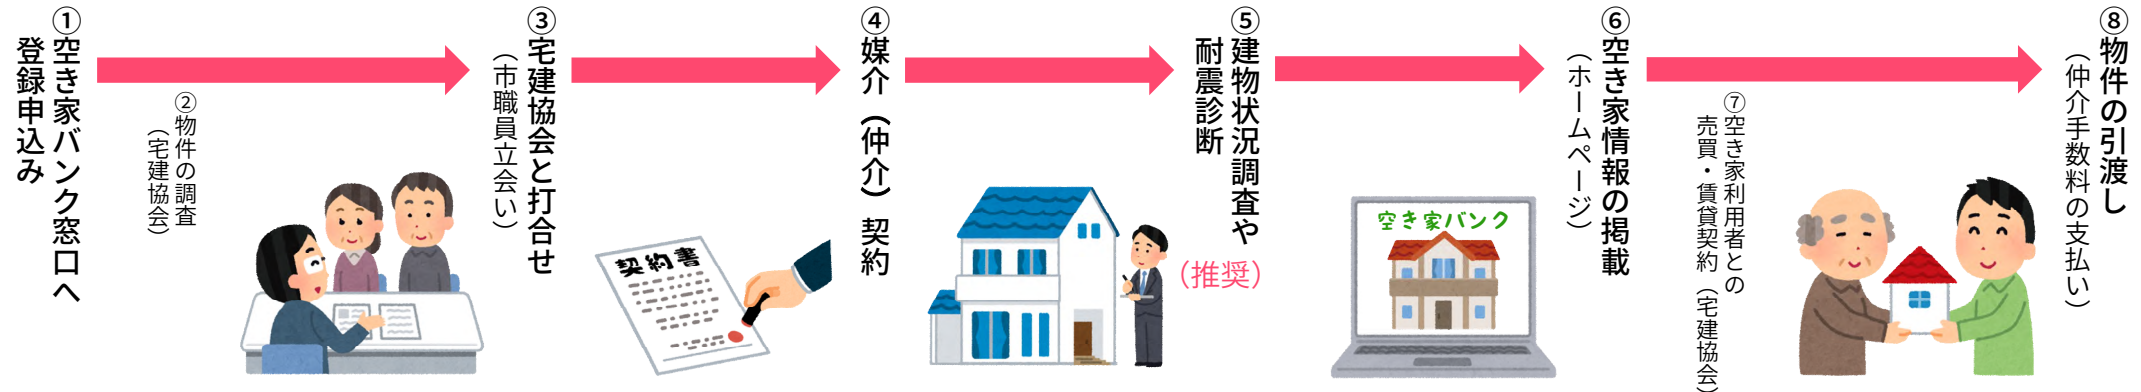 ①空き家バンク窓口へ
登録申込み
②物件の調査
（宅建協会）
③宅建協会と打合せ
（市職員立会い）
契約書
④媒介（仲介）契約
⑤建物状況調査や
耐震診断
（推奨）
空き家バンク
⑥空き家情報の掲載
（ホームページ）
⑦空き家利用者との
売買・賃貸契約（宅建協会）
⑧物件の引渡し
（仲介手数料の支払い）